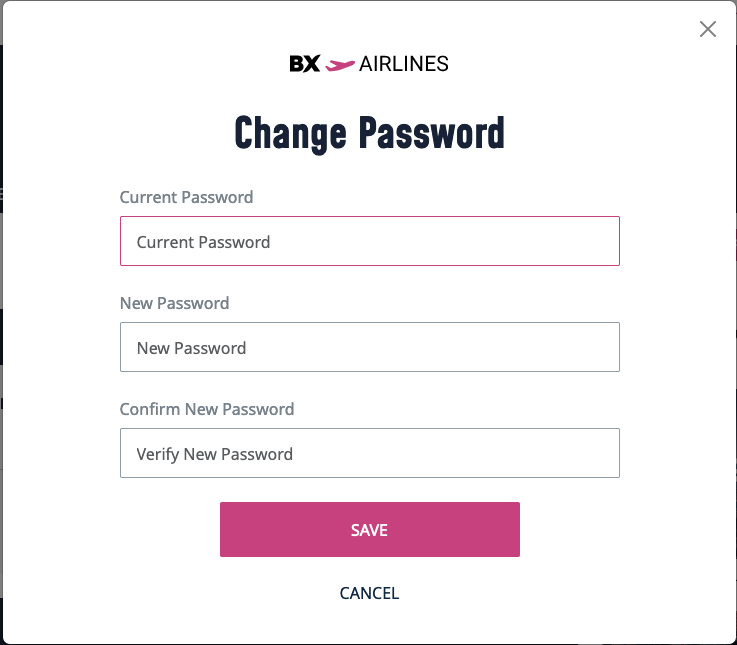 BX AIRLINES
Change Password
Current Password
Current Password
New Password
New Password
Confirm New Password
Verify New Password
SAVE
CANCEL